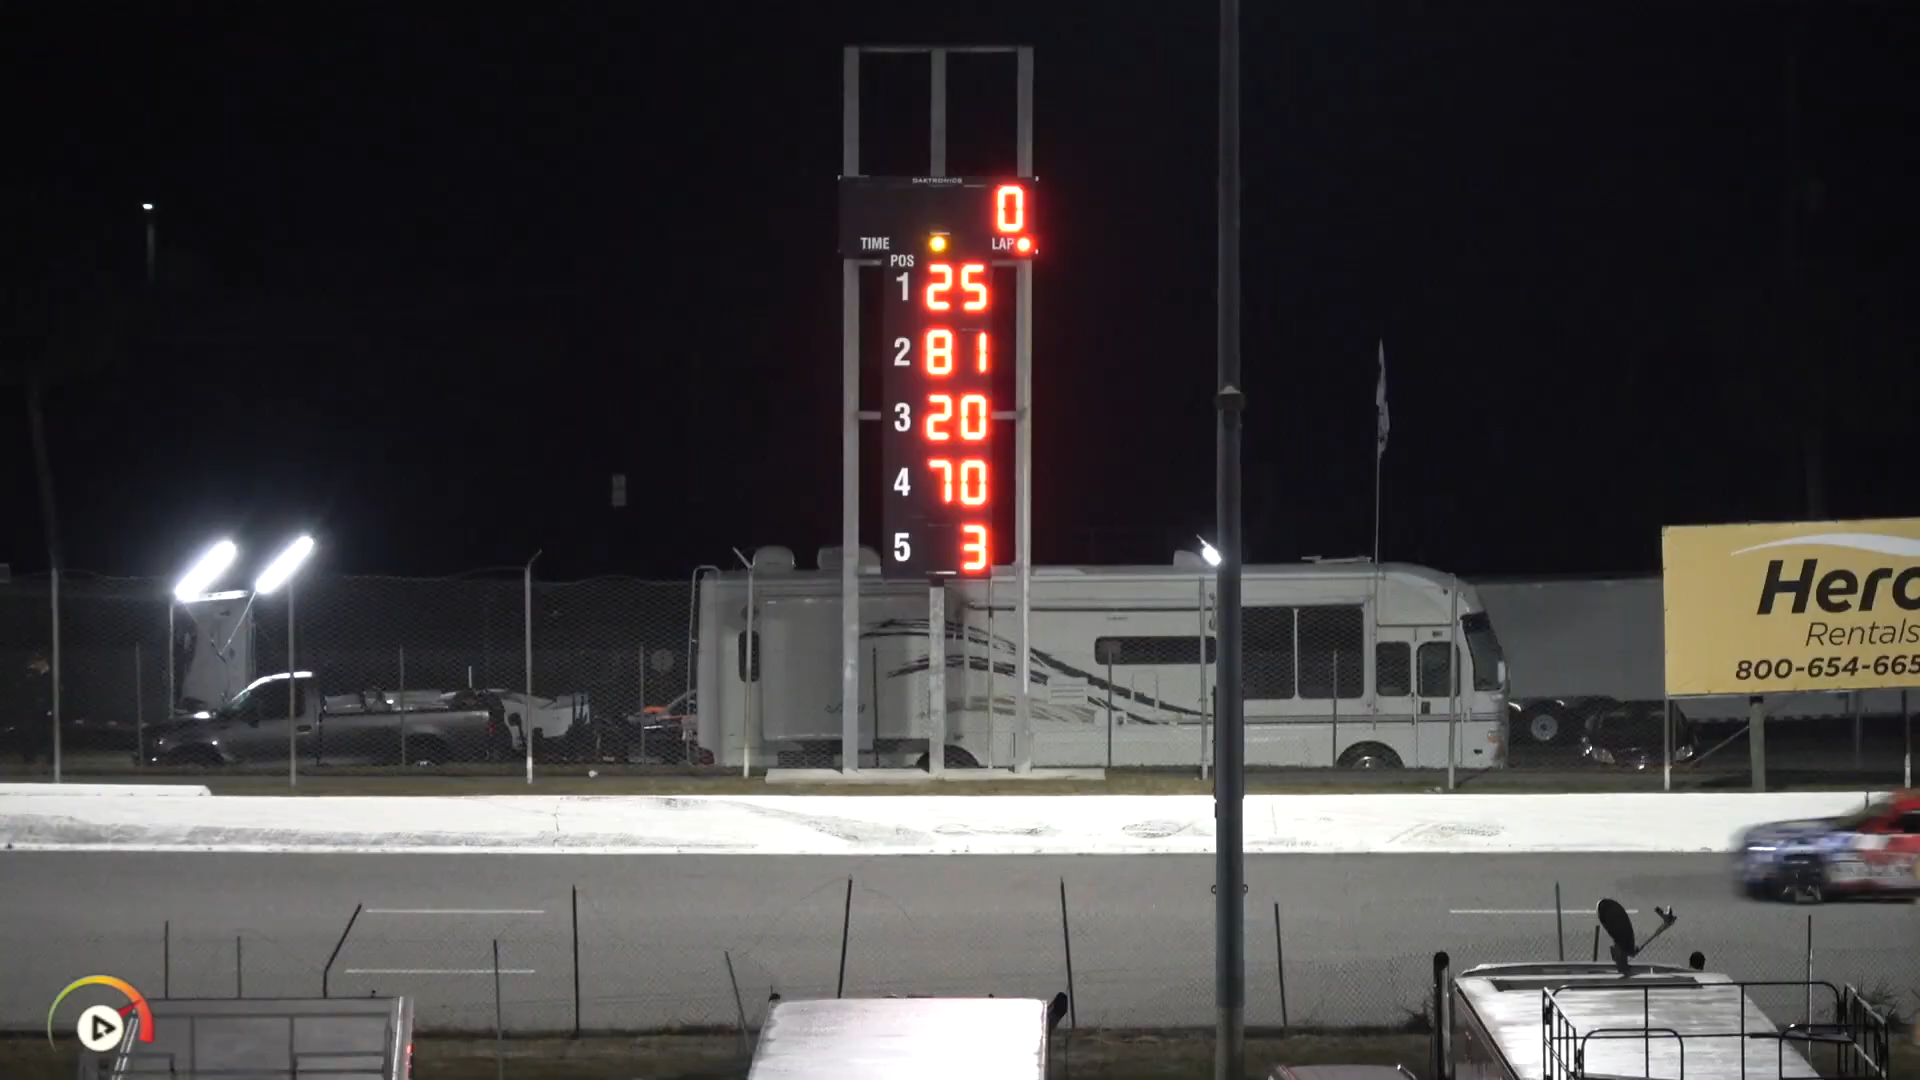 DAKTRONICS
0
TIME LAP
POS
1 25
2 81
3 20
4 70
5 3
Herc
Rentals
800-654-665